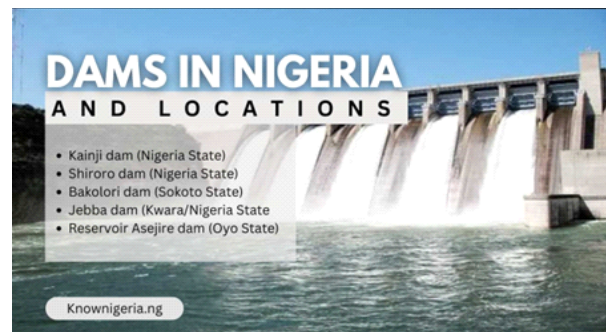 DAMS IN NIGERIA
AND LOCATIONS
• Kainji dam (Nigeria State)
• Shiroro dam (Nigeria State)
• Bakolori dam (Sokoto State)
• Jebba dam (Kwara/Nigeria State
• Reservoir Asejire dam (Oyo State)
Knownigeria.ng